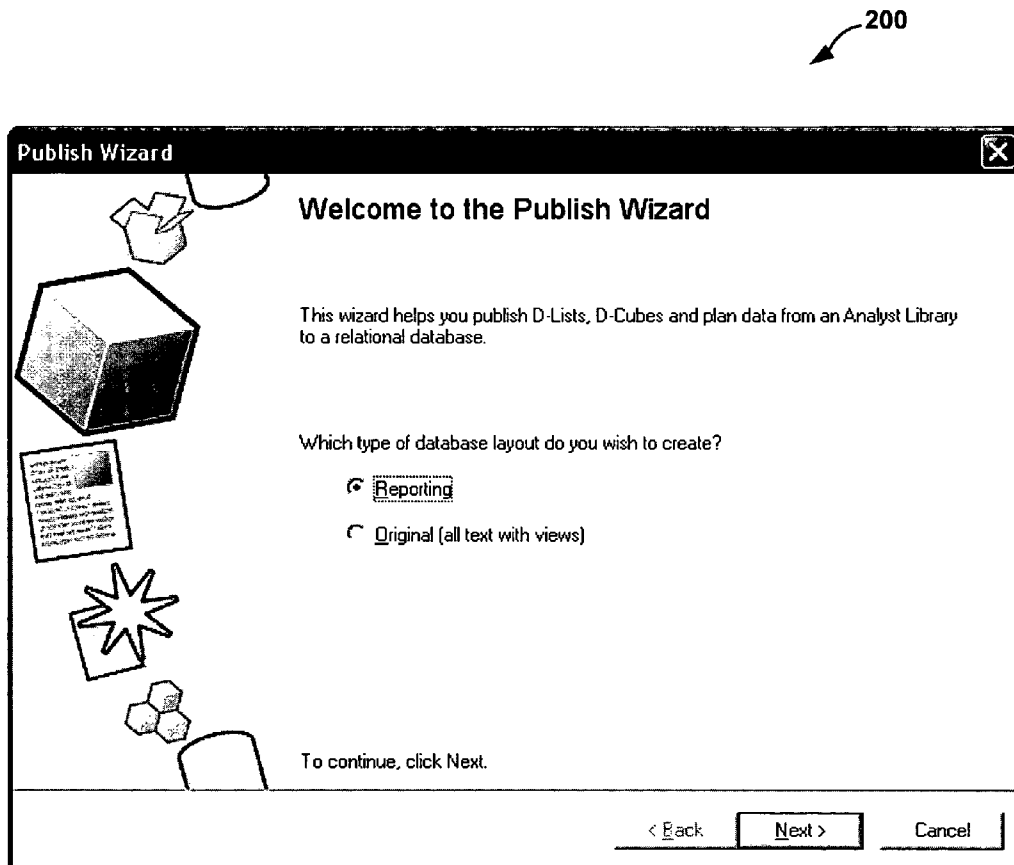 200
Publish Wizard
Welcome to the Publish Wizard
This wizard helps you publish D-Lists, D-Cubes and plan data from an Analyst Library
to a relational database.
Which type of database layout do you wish to create?
Reporting
Original (all text with views)
To continue, click Next.
< Back
Next >
Cancel